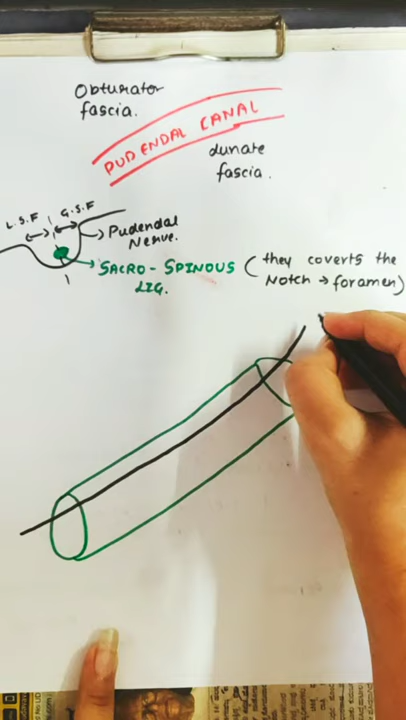 Obturator
fascia.
PUDENDAL CANAL
dunate
fascia.
L.S.F
G.S.F
Pudendal
Nerve.
SACRO-SPINOUS
LIG.
(they coverts the
Notch → foramen)